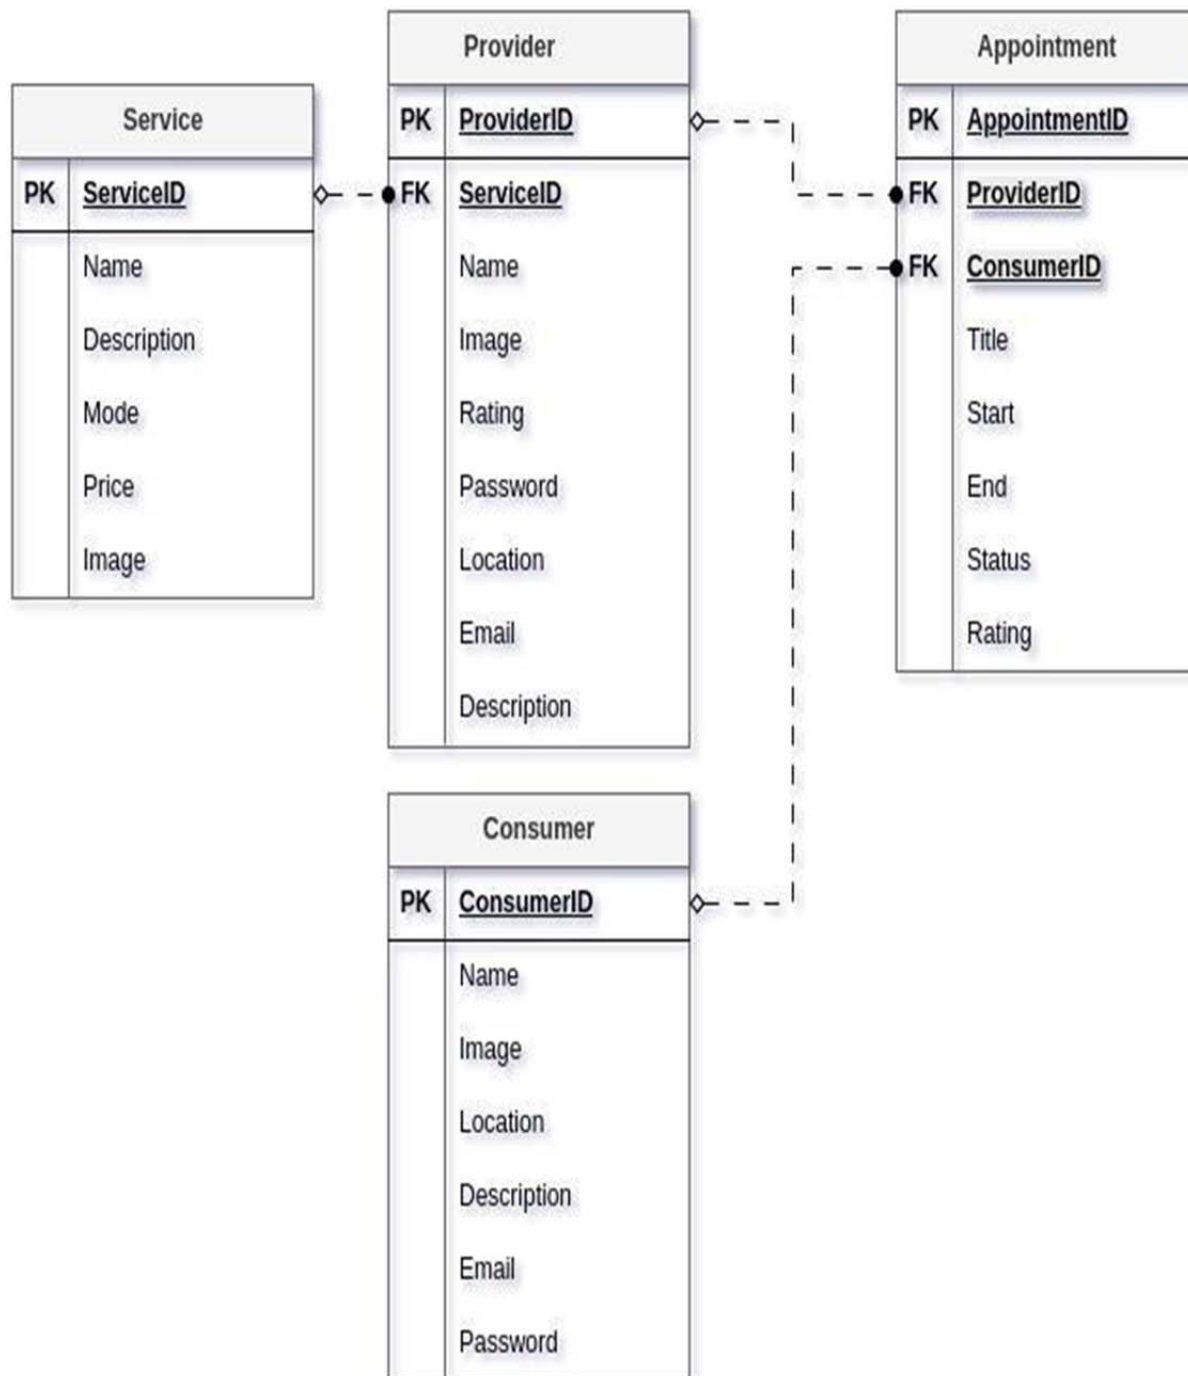 Service
PK ServiceID
Name
Description
Mode
Price
Image
Provider
PK ProviderID
FK ServiceID
Name
Image
Rating
Password
Location
Email
Description
Appointment
PK AppointmentID
FK ProviderID
FK ConsumerID
Title
Start
End
Status
Rating
Consumer
PK ConsumerID
Name
Image
Location
Description
Email
Password